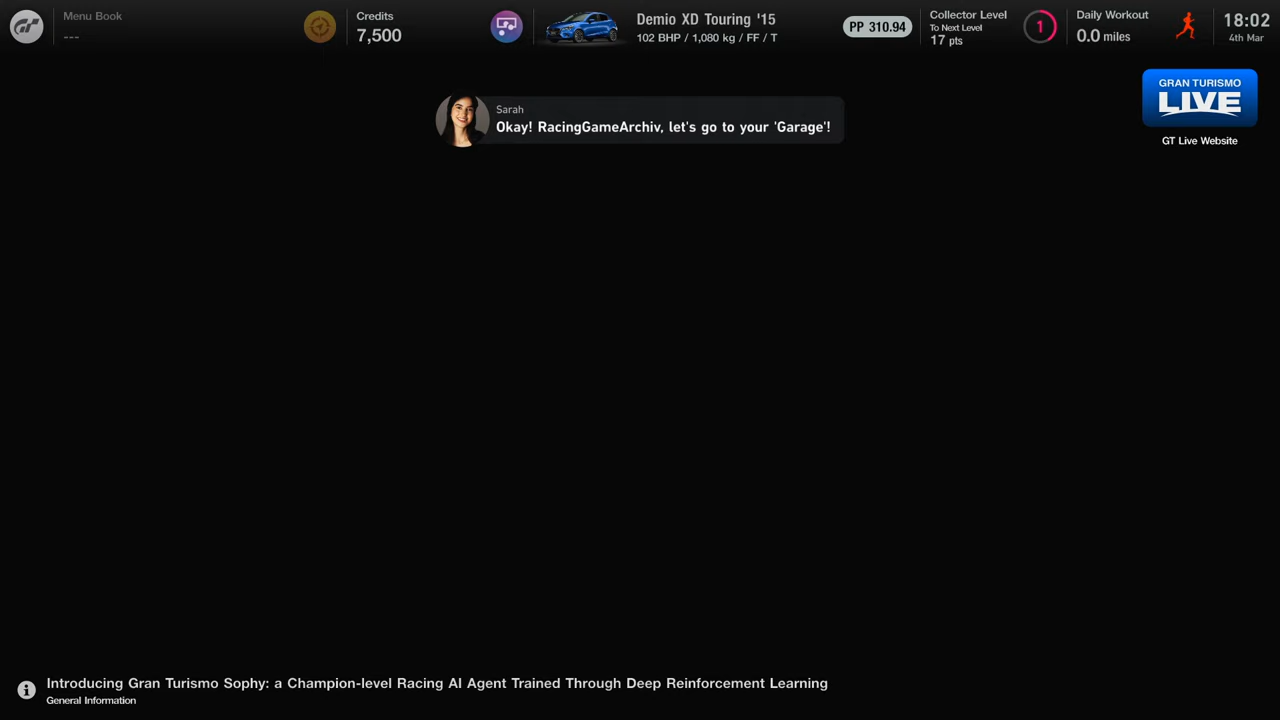 Menu Book
---
Credits
7,500
Demio XD Touring '15
102 BHP / 1,080 kg / FF / T
PP 310.94
Collector Level
To Next Level
17 pts
1
Daily Workout
0.0 miles
18:02
4th Mar
GRAN TURISMO
LIVE
GT Live Website
Sarah
Okay! RacingGameArchiv, let's go to your 'Garage'!
Introducing Gran Turismo Sophy: a Champion-level Racing AI Agent Trained Through Deep Reinforcement Learning
General Information